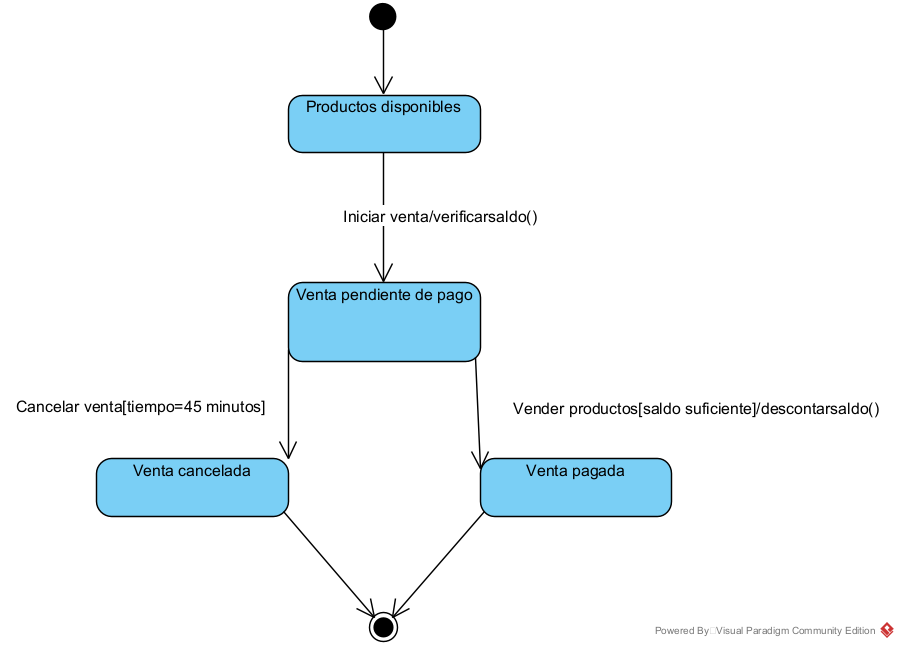 Productos disponibles
Iniciar venta/verificarsaldo()
Venta pendiente de pago
Cancelar venta[tiempo=45 minutos]
Vender productos[saldo suficiente]/descontarsaldo()
Venta cancelada
Venta pagada
Powered By Visual Paradigm Community Edition